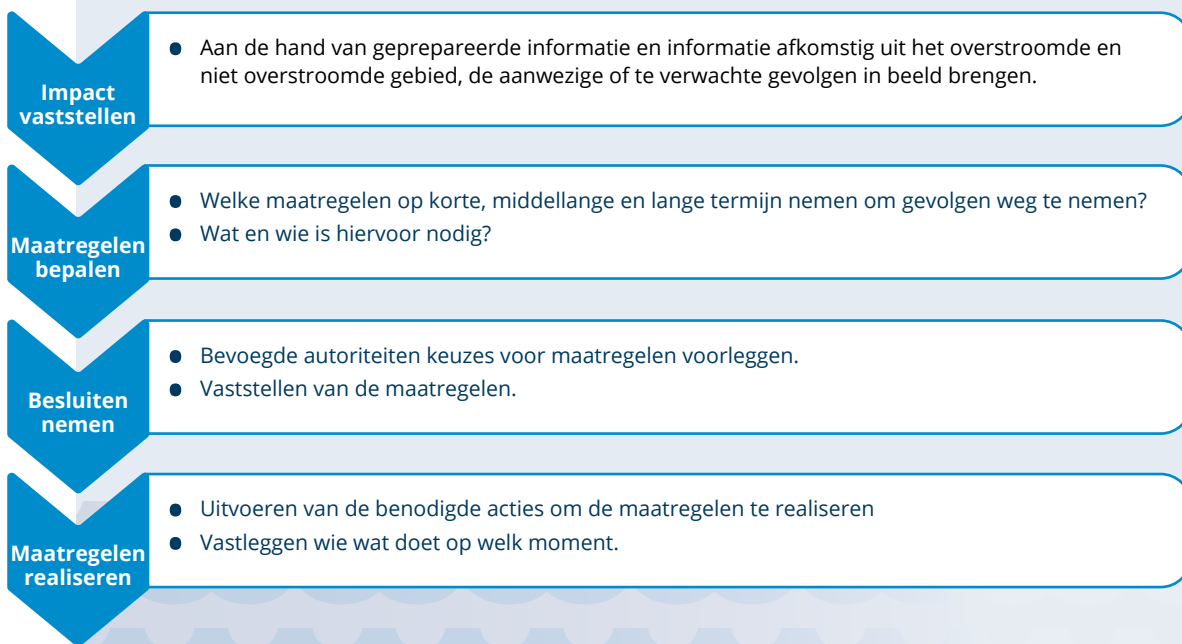 Impact
vaststellen
● Aan de hand van geprepareerde informatie en informatie afkomstig uit het overstroomde en
niet overstroomde gebied, de aanwezige of te verwachte gevolgen in beeld brengen.
Maatregelen
bepalen
● Welke maatregelen op korte, middellange en lange termijn nemen om gevolgen weg te nemen?
● Wat en wie is hiervoor nodig?
Besluiten
nemen
● Bevoegde autoriteiten keuzes voor maatregelen voorleggen.
● Vaststellen van de maatregelen.
Maatregelen
realiseren
● Uitvoeren van de benodigde acties om de maatregelen te realiseren
● Vastleggen wie wat doet op welk moment.